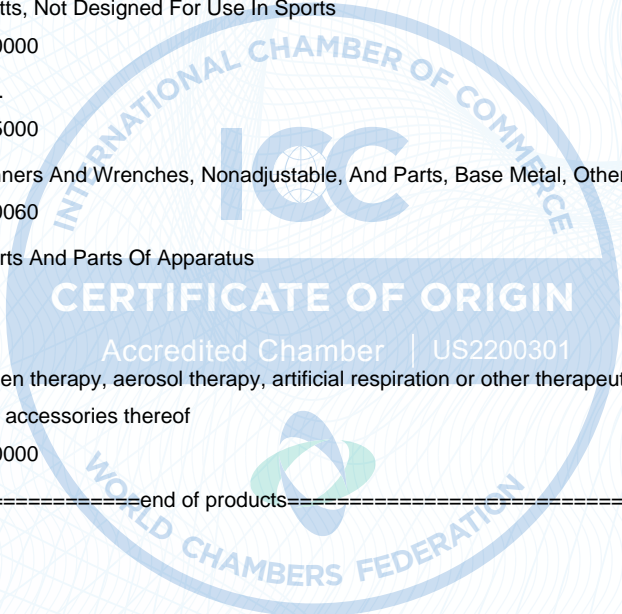 tts, Not Designed For Use In Sports
0000
INTERNATIONAL CHAMBER OF COMMERCE
5000
ICC
nners And Wrenches, Nonadjustable, And Parts, Base Metal, Other
0060
rts And Parts Of Apparatus
CERTIFICATE OF ORIGIN
Accredited Chamber | US2200301
en therapy, aerosol therapy, artificial respiration or other therapeut
accessories thereof
0000
===========end of products===========================
WORLD CHAMBERS FEDERATION